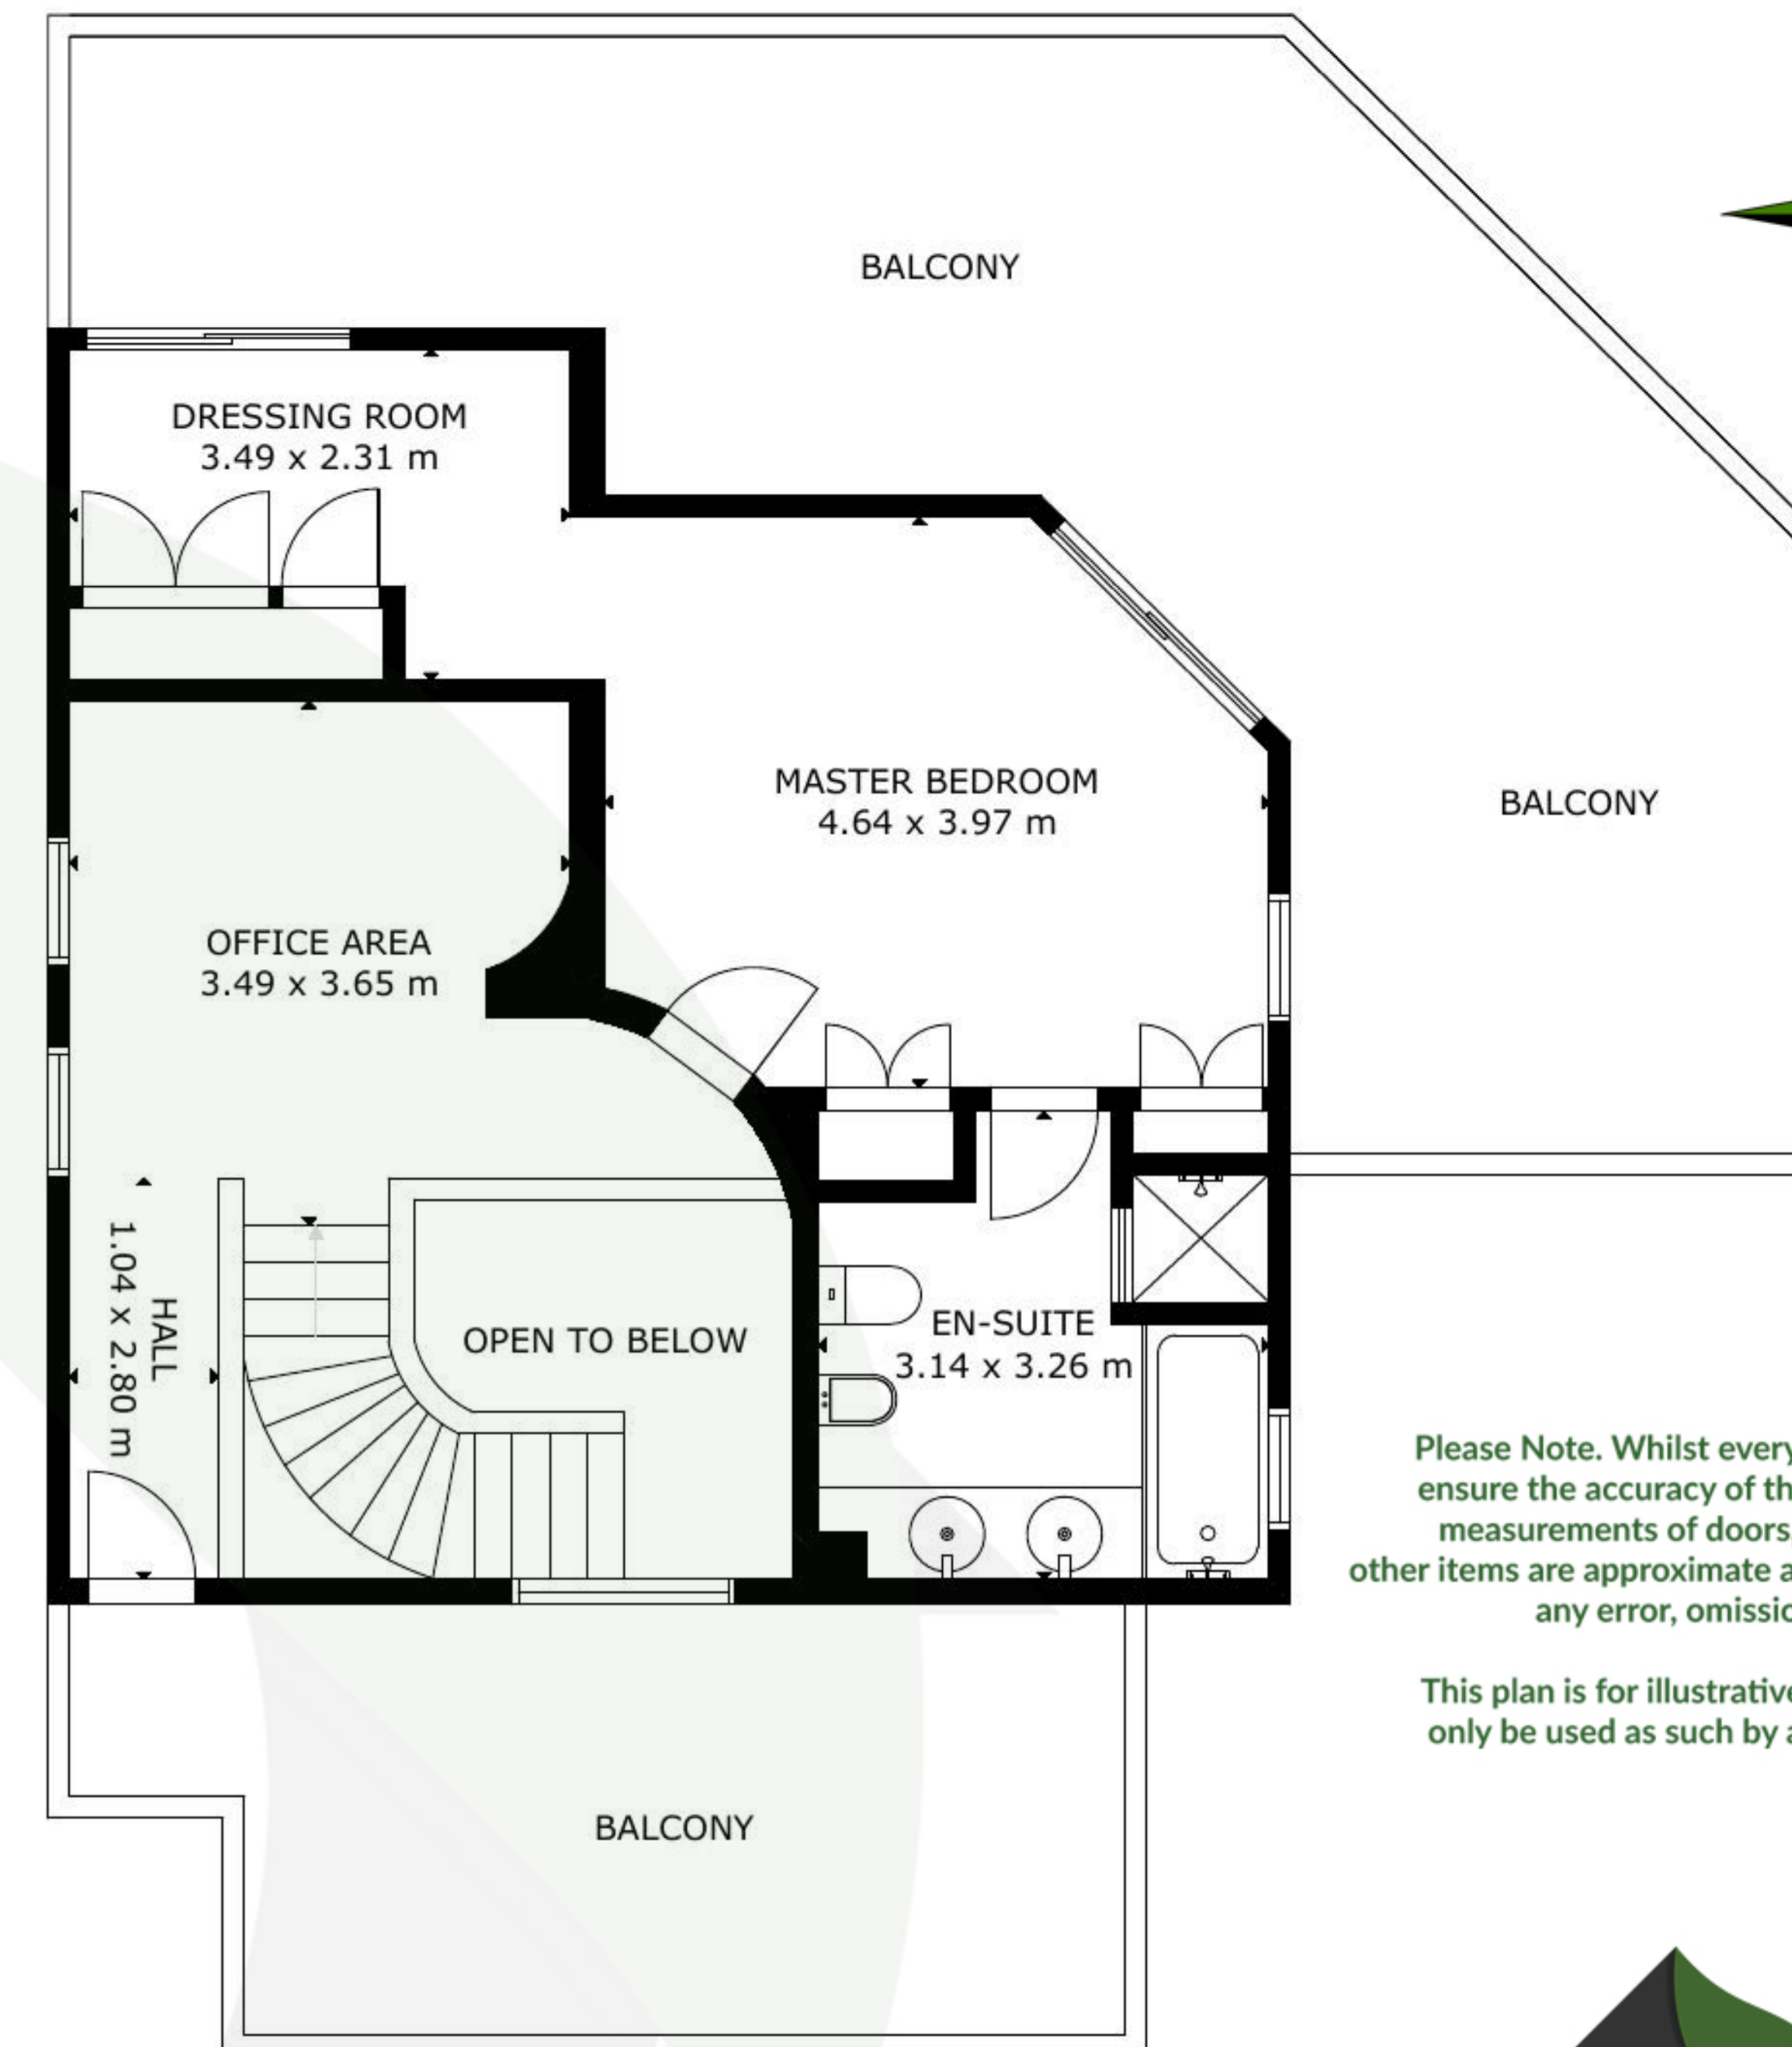 BALCONY
DRESSING ROOM
3.49 x 2.31 m
MASTER BEDROOM
4.64 x 3.97 m
BALCONY
OFFICE AREA
3.49 x 3.65 m
HALL
1.04 x 2.80 m
OPEN TO BELOW
EN-SUITE
3.14 x 3.26 m
Please Note. Whilst every
ensure the accuracy of th
measurements of doors
other items are approximate a
any error, omissio
This plan is for illustrative
only be used as such by a
BALCONY